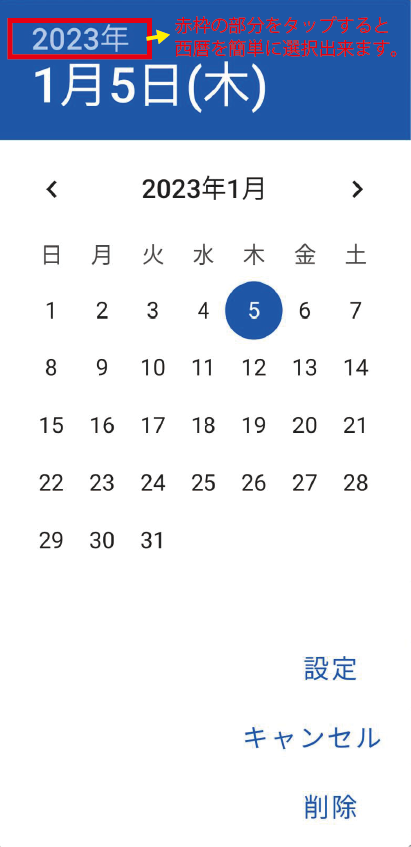 2023年
赤枠の部分をタップすると
西暦を簡単に選択出来ます。
1月5日(木)
2023年1月
日 月 火 水 木 金 土
1 2 3 4 5 6 7
8 9 10 11 12 13 14
15 16 17 18 19 20 21
22 23 24 25 26 27 28
29 30 31
設定
キャンセル
削除